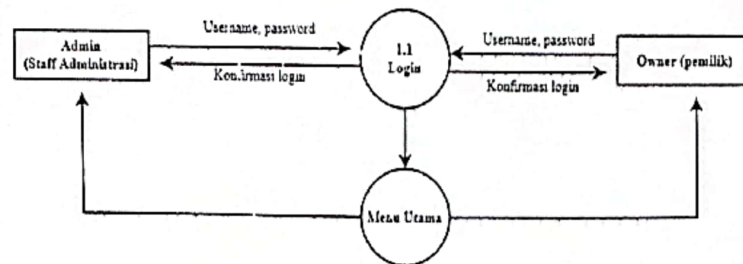 Username, password
Admin
(Staff Administrasi)
Konfirmasi login
1.1
Login
Username, password
Konfirmasi login
Owner (pemilik)
Menu Utama